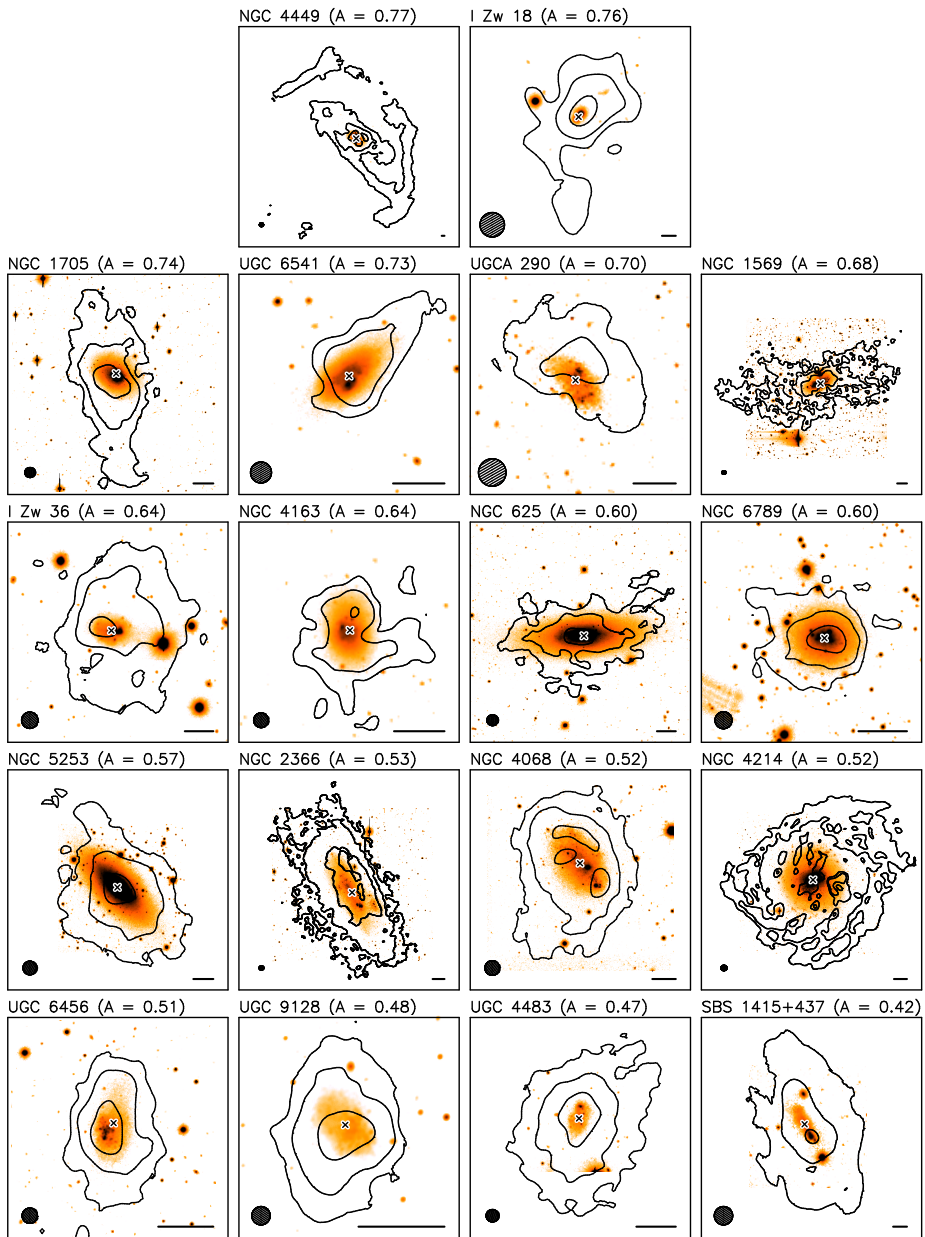 NGC 4449 (A = 0.77)
I Zw 18 (A = 0.76)
NGC 1705 (A = 0.74)
UGC 6541 (A = 0.73)
UGCA 290 (A = 0.70)
NGC 1569 (A = 0.68)
I Zw 36 (A = 0.64)
NGC 4163 (A = 0.64)
NGC 625 (A = 0.60)
NGC 6789 (A = 0.60)
NGC 5253 (A = 0.57)
NGC 2366 (A = 0.53)
NGC 4068 (A = 0.52)
NGC 4214 (A = 0.52)
UGC 6456 (A = 0.51)
UGC 9128 (A = 0.48)
UGC 4483 (A = 0.47)
SBS 1415+437 (A = 0.42)